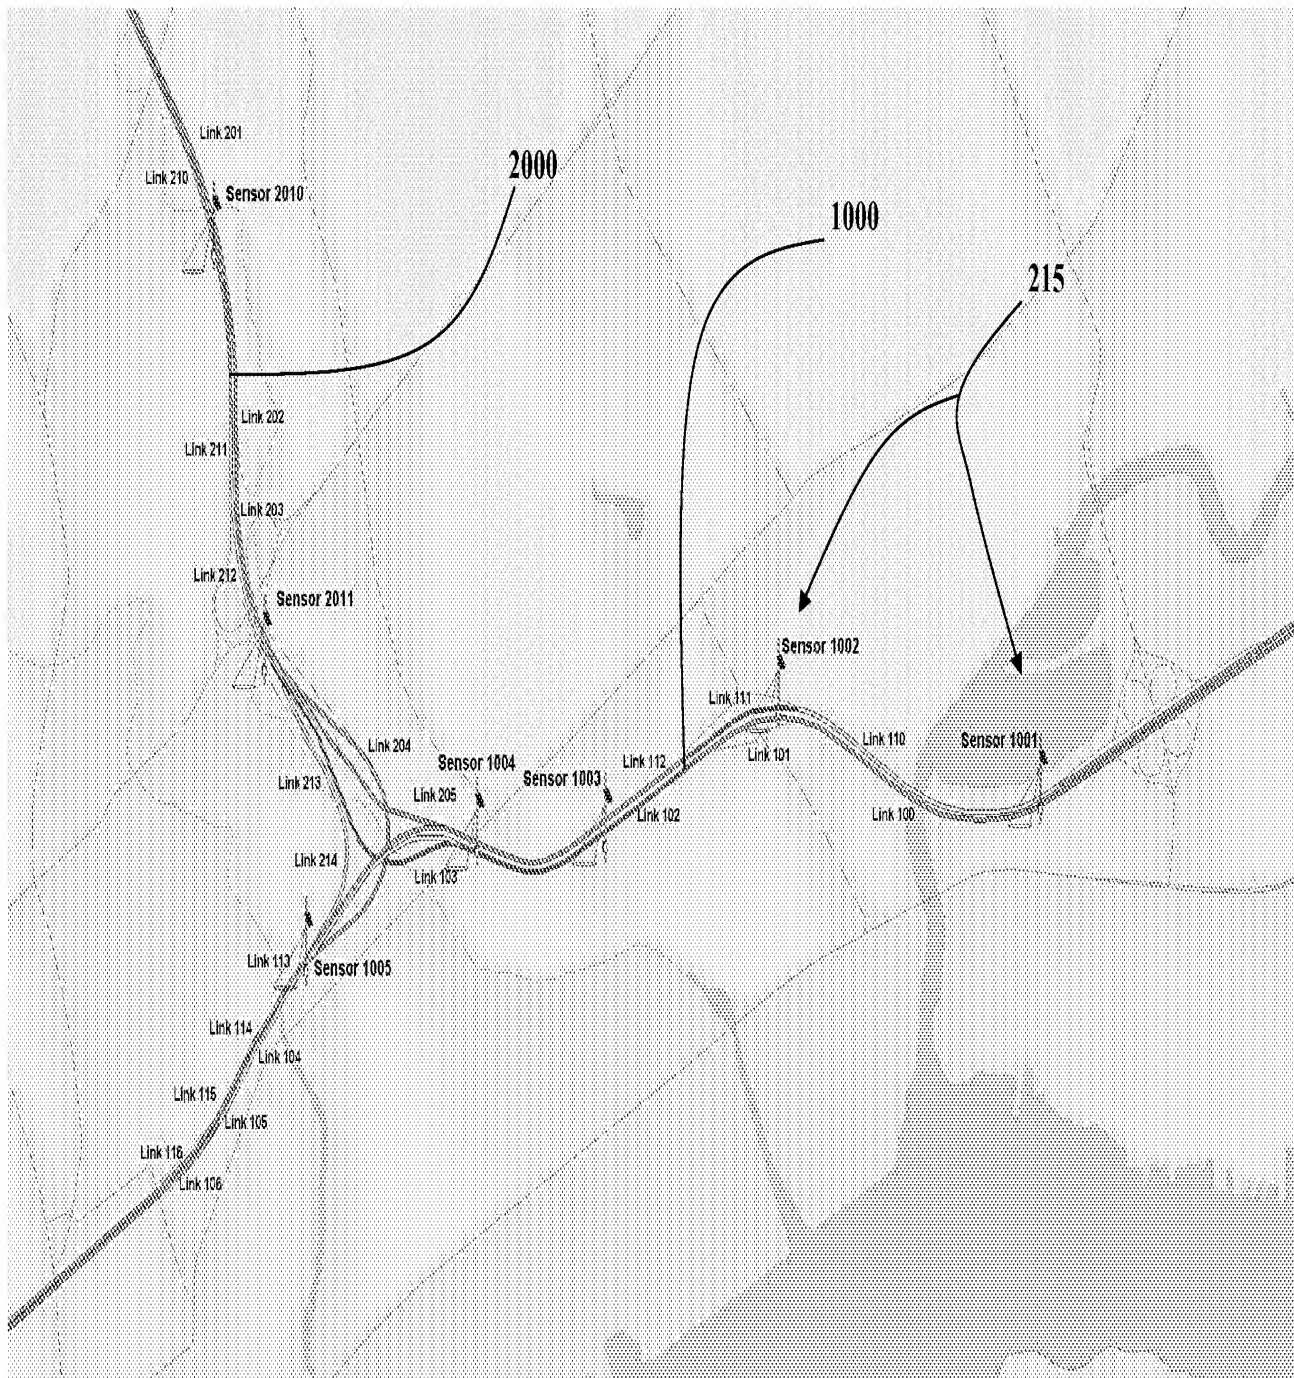 Link 201
2000
Link 210
Sensor 2010
1000
215
Link 202
Link 211
Link 203
Link 212
Sensor 2011
Sensor 1002
Link 111
Link 204
Link 110
Sensor 1001
Link 101
Sensor 1004
Link 112
Link 213
Sensor 1003
Link 205
Link 102
Link 100
Link 214
Link 103
Link 113
Sensor 1005
Link 114
Link 104
Link 115
Link 105
Link 116
Link 106